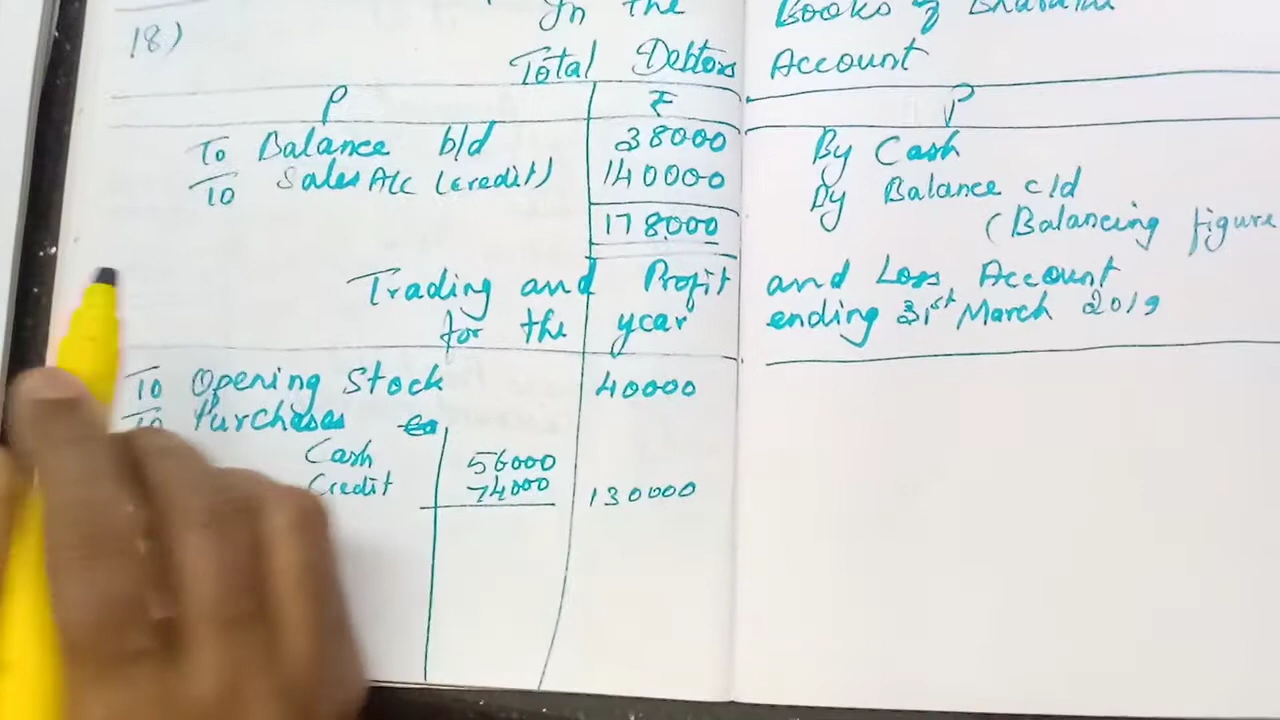 In the Books of
18)
Total Debtors Account
P ₹ P
To Balance b/d 38000 By Cash
To Sales A/c (credit) 140000 By Balance c/d
178000 (Balancing figure
Trading and Profit and Loss Account
for the year ending 31st March 2019
To Opening Stock 40000
To Purchases
Cash 56000
Credit 74000 130000